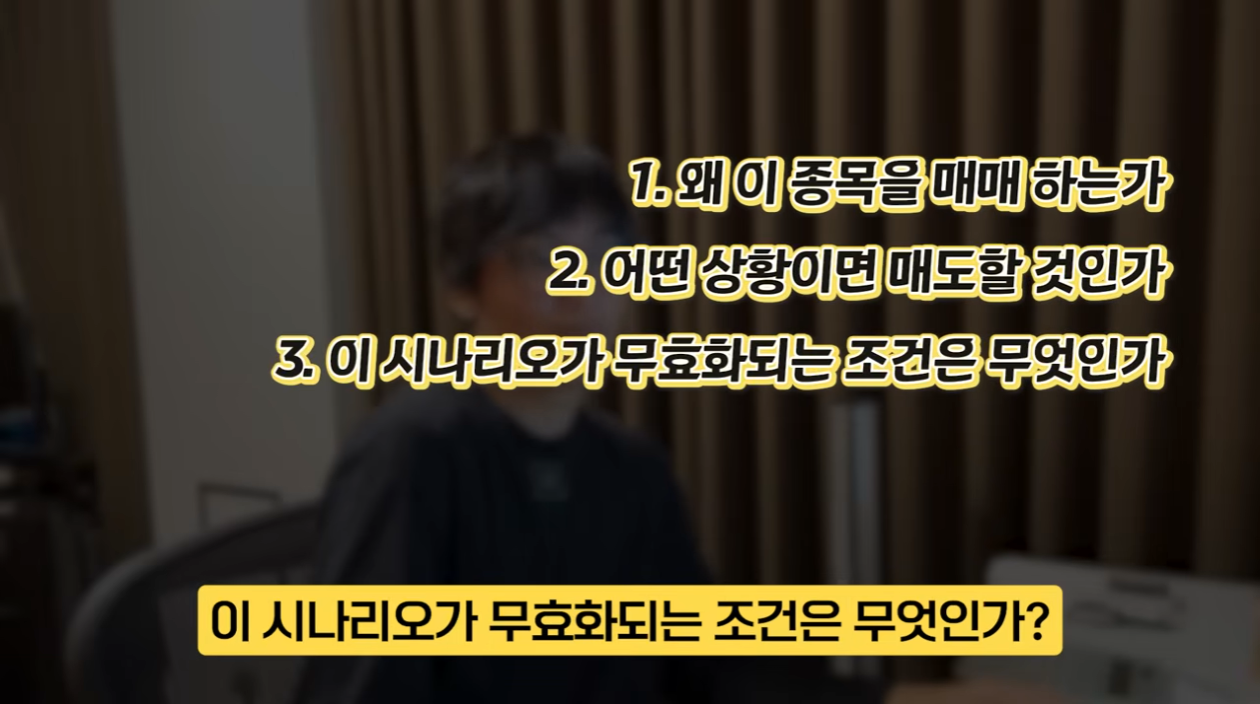 1. 왜 이 종목을 매매 하는가
2. 어떤 상황이면 매도할 것인가
3. 이 시나리오가 무효화되는 조건은 무엇인가
이 시나리오가 무효화되는 조건은 무엇인가?